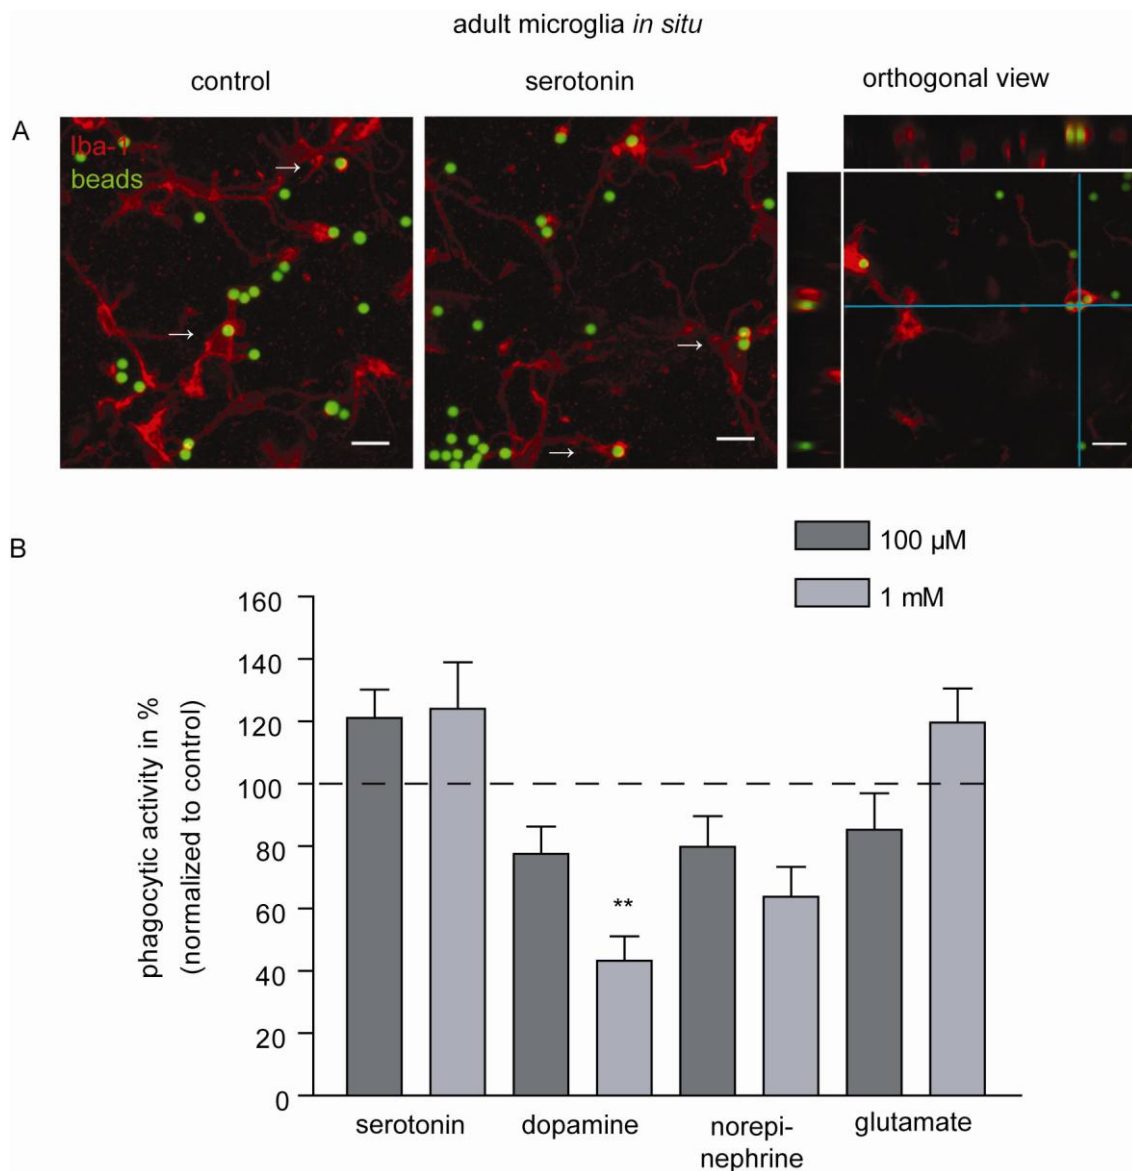 adult microglia in situ
control
serotonin
orthogonal view
A
Iba-1
beads
B
100 µM
1 mM
phagocytic activity in %
(normalized to control)
160
140
120
100
80
60
40
20
0
**
serotonin
dopamine
norepi-
nephrine
glutamate